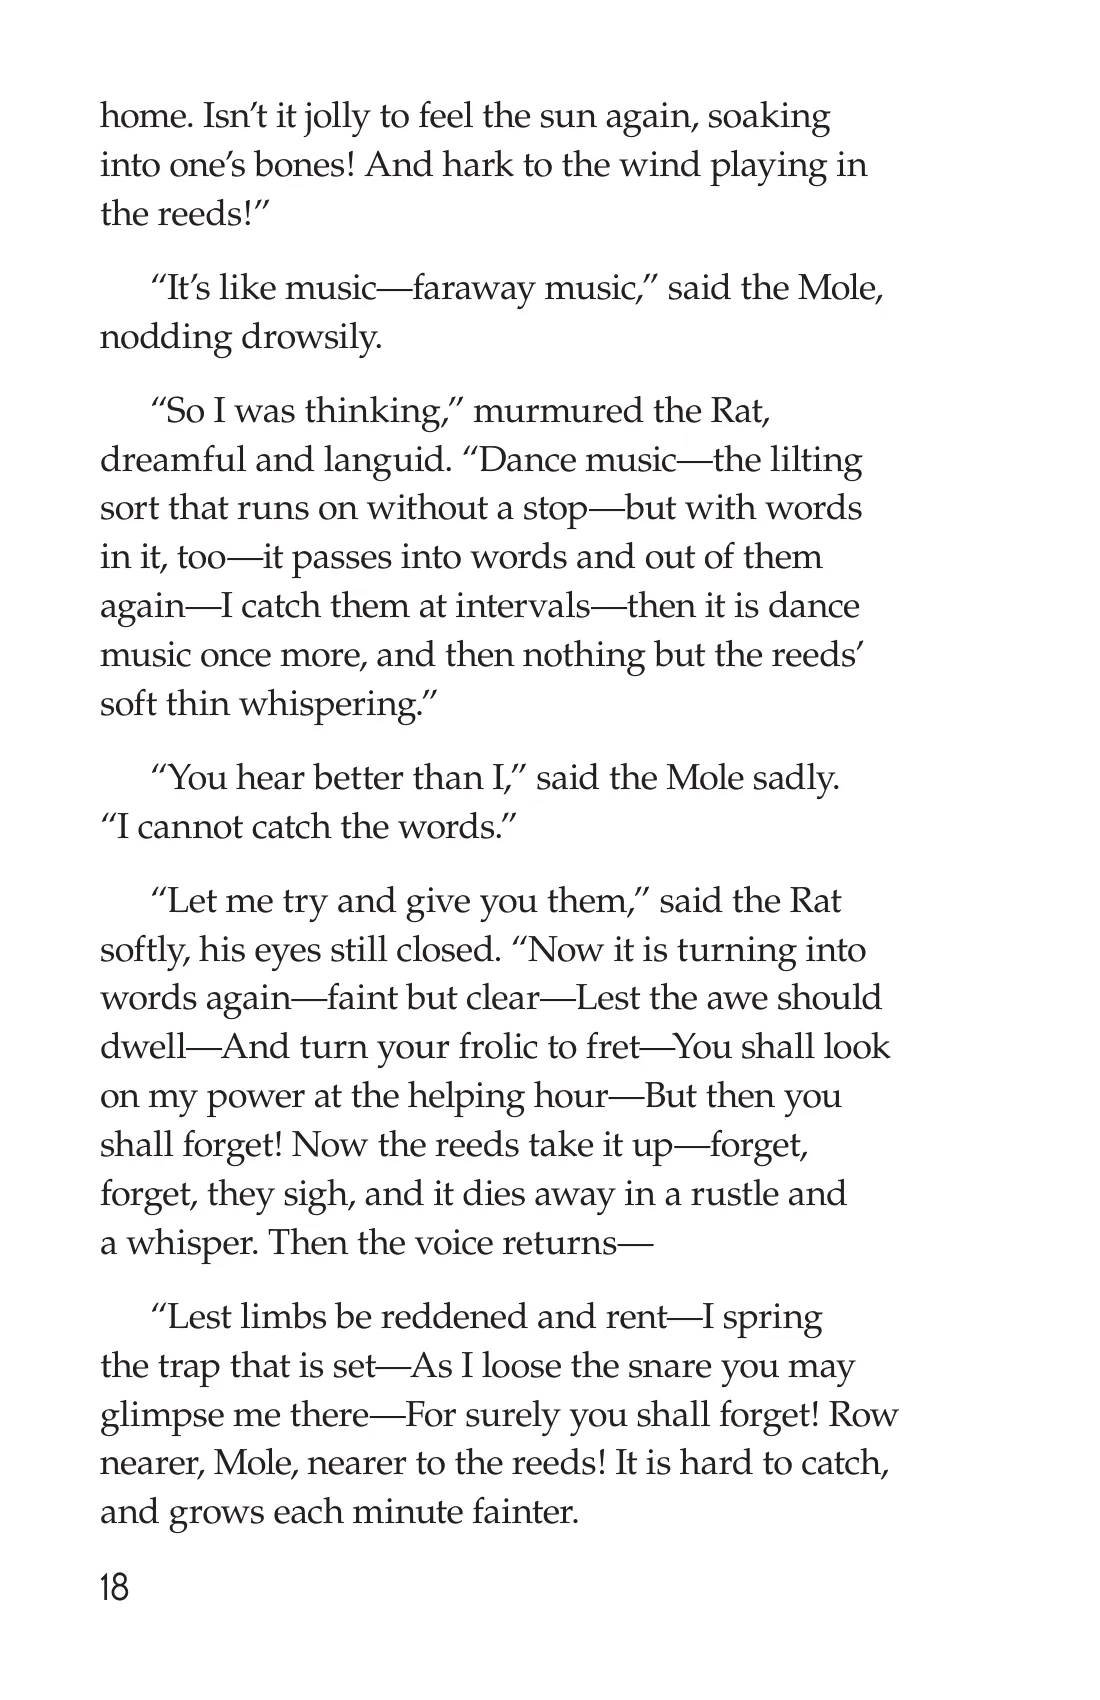 home. Isn’t it jolly to feel the sun again, soaking
into one’s bones! And hark to the wind playing in
the reeds!”
“It’s like music—faraway music,” said the Mole,
nodding drowsily.
“So I was thinking,” murmured the Rat,
dreamful and languid. “Dance music—the lilting
sort that runs on without a stop—but with words
in it, too—it passes into words and out of them
again—I catch them at intervals—then it is dance
music once more, and then nothing but the reeds’
soft thin whispering.”
“You hear better than I,” said the Mole sadly.
“I cannot catch the words.”
“Let me try and give you them,” said the Rat
softly, his eyes still closed. “Now it is turning into
words again—faint but clear—Lest the awe should
dwell—And turn your frolic to fret—You shall look
on my power at the helping hour—But then you
shall forget! Now the reeds take it up—forget,
forget, they sigh, and it dies away in a rustle and
a whisper. Then the voice returns—
“Lest limbs be reddened and rent—I spring
the trap that is set—As I loose the snare you may
glimpse me there—For surely you shall forget! Row
nearer, Mole, nearer to the reeds! It is hard to catch,
and grows each minute fainter.
18